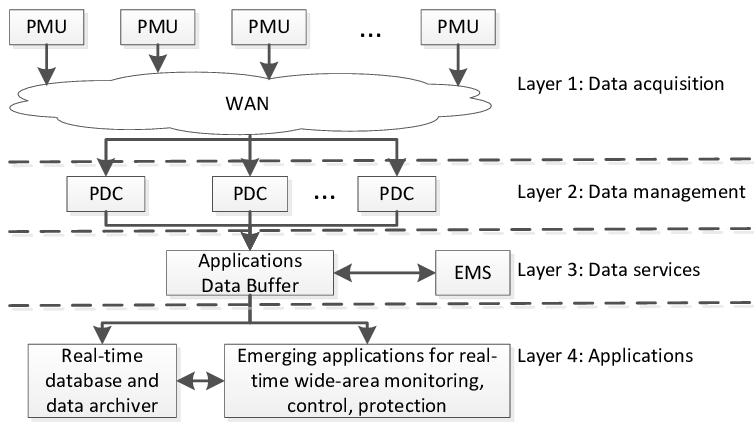 PMU PMU PMU ... PMU
Layer 1: Data acquisition
WAN
PDC PDC ... PDC
Layer 2: Data management
Applications
Data Buffer
EMS
Layer 3: Data services
Real-time
database and
data archiver
Emerging applications for real-
time wide-area monitoring,
control, protection
Layer 4: Applications